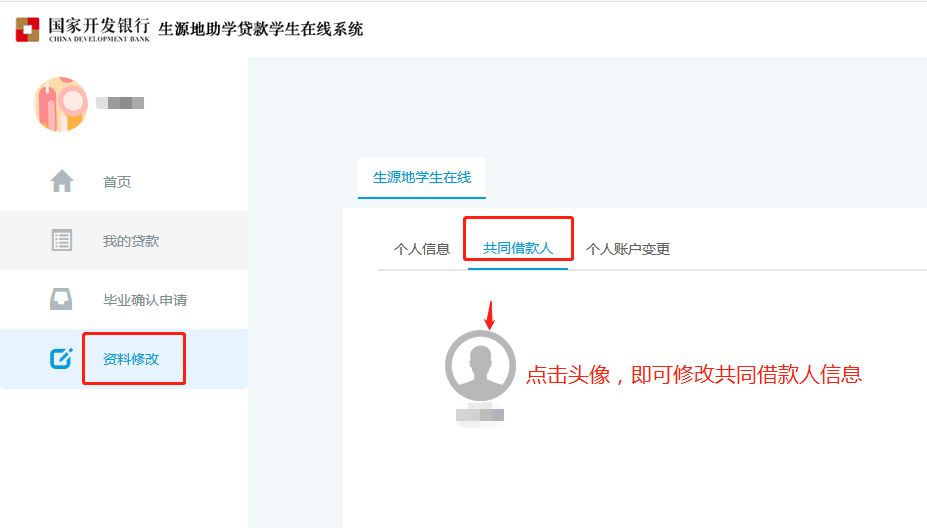 国家开发银行 生源地助学贷款学生在线系统
CHINA DEVELOPMENT BANK
首页
我的贷款
毕业确认申请
资料修改
生源地学生在线
个人信息 共同借款人 个人账户变更
点击头像，即可修改共同借款人信息